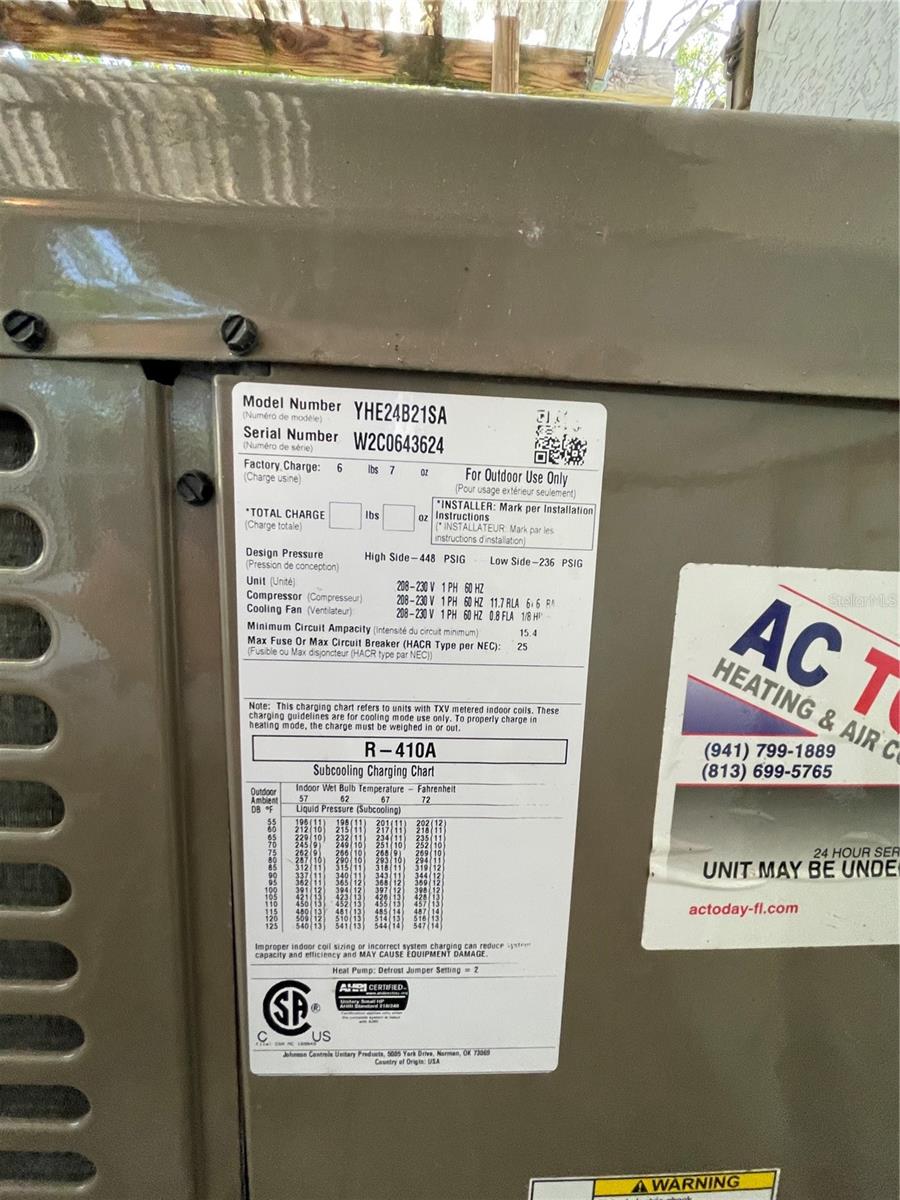 Model Number YHE24B21SA
(Numéro de modèle)
Serial Number W2C0643624
(Numéro de série)
Factory Charge: 6 lbs 7 oz
(Charge usine)
For Outdoor Use Only
(Pour usage extérieur seulement)
*TOTAL CHARGE lbs oz
(Charge totale)
*INSTALLER: Mark per Installation
Instructions
(* INSTALLATEUR: Mark par les
instructions d'installation)
Design Pressure High Side-448 PSIG Low Side-236 PSIG
(Pression de conception)
Unit (Unité) 208-230 V 1 PH 60 HZ
Compressor (Compresseur) 208-230 V 1 PH 60 HZ 11.7 RLA
Cooling Fan (Ventilateur) 208-230 V 1 PH 60 HZ 0.8 FLA 1/8 HP
Minimum Circuit Ampacity (Intensité du circuit minimum) 15.4
Max Fuse Or Max Circuit Breaker (HACR Type per NEC): 25
(Fusible ou Max disjoncteur (HACR type par NEC))
Note: This charging chart refers to units with TXV metered indoor coils. These
charging guidelines are for cooling mode use only. To properly charge in
heating mode, the charge must be weighed in or out.
R-410A
Subcooling Charging Chart
Outdoor
Ambient
DB °F
Indoor Wet Bulb Temperature - Fahrenheit
57 62 67 72
Liquid Pressure (Subcooling)
55 196(11) 198(11) 201(11) 202(12)
60 212(10) 215(11) 217(11) 218(11)
65 229(10) 232(11) 234(11) 235(11)
70 245(9) 249(10) 251(10) 252(10)
75 262(9) 266(10) 268(9) 269(10)
80 287(10) 290(10) 293(10) 294(11)
85 312(11) 315(11) 318(11) 319(12)
90 337(11) 340(11) 343(11) 344(12)
95 362(11) 365(12) 368(12) 369(12)
100 391(12) 394(12) 397(12) 398(12)
105 421(13) 423(13) 426(13) 428(13)
110 450(13) 452(13) 455(13) 457(13)
115 480(13) 481(13) 485(14) 487(14)
120 509(12) 510(13) 514(13) 516(13)
125 540(13) 541(13) 544(14) 547(14)
Improper indoor coil sizing or incorrect system charging can reduce system
capacity and efficiency and MAY CAUSE EQUIPMENT DAMAGE.
Heat Pump: Defrost Jumper Setting = 2
SA ®
C US
AHRI CERTIFIED
Unitary Small HP
AHRI Standard 210/240
Johnson Controls Unitary Products, 5005 York Drive, Norman, OK 73069
Country of Origin: USA
StellarMLS
AC TO
HEATING & AIR CO
(941) 799-1889
(813) 699-5765
24 HOUR SER
UNIT MAY BE UNDE
actoday-fl.com
WARNING